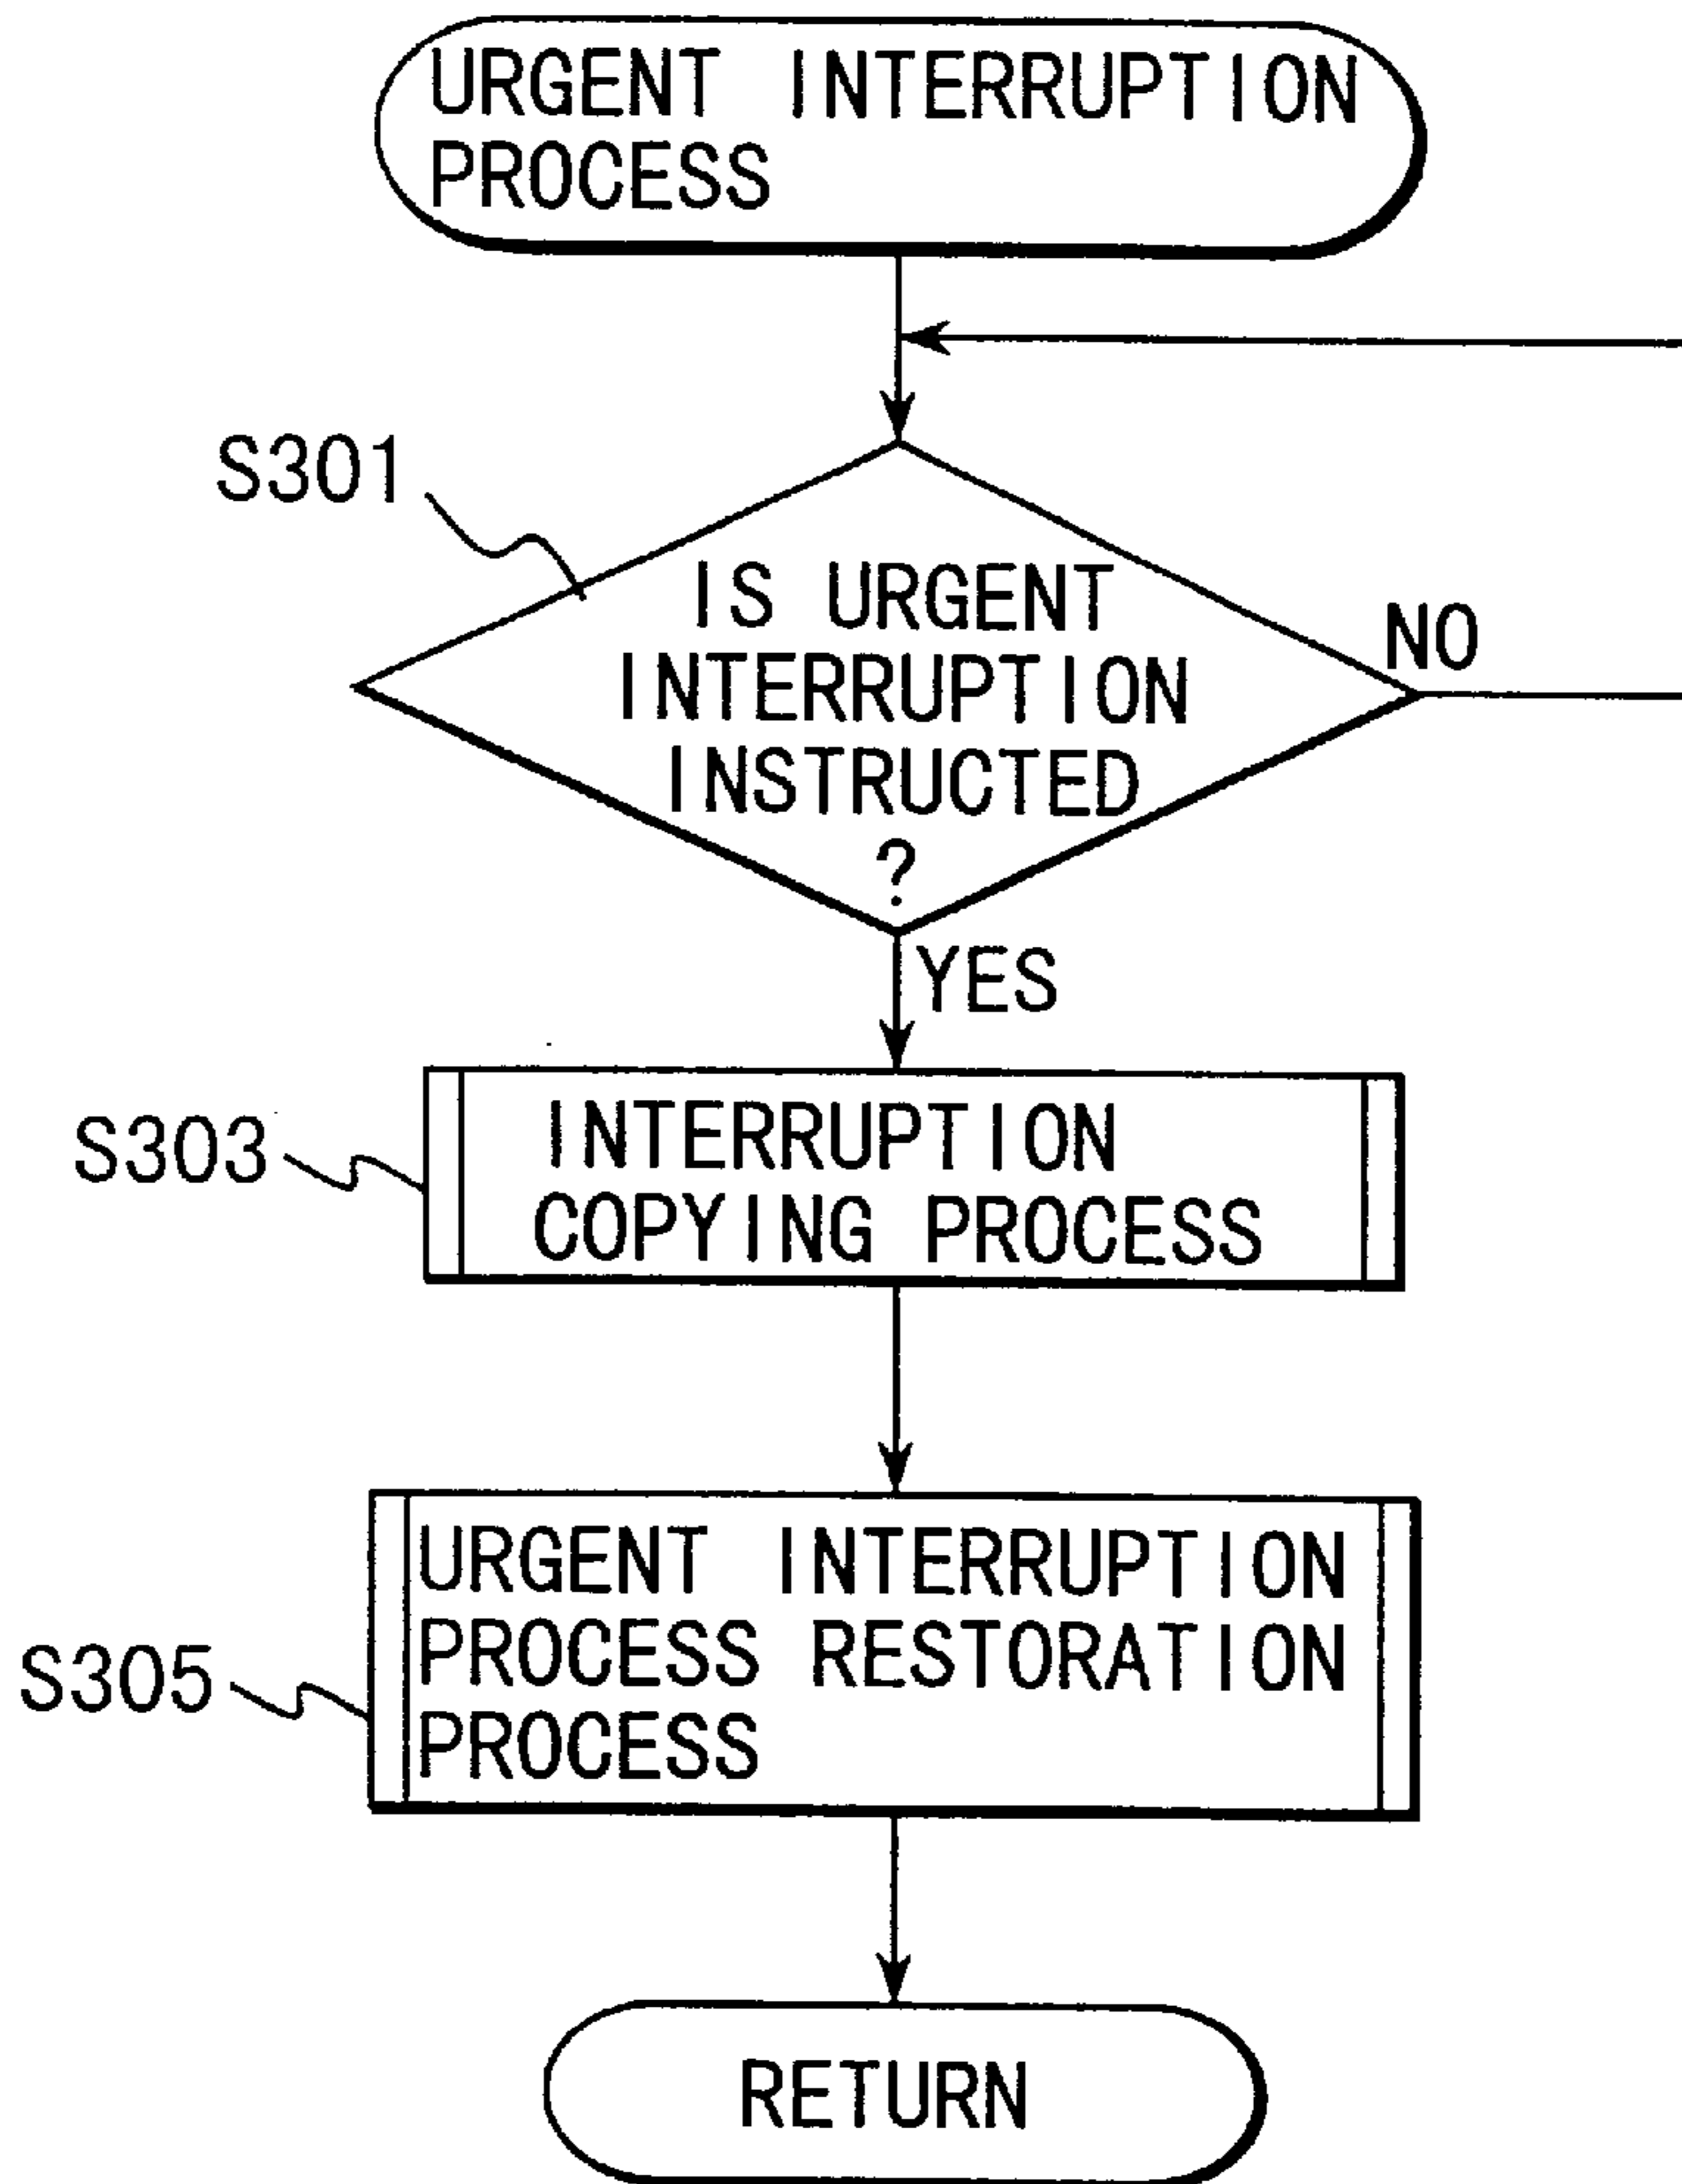 URGENT INTERRUPTION
PROCESS
S301
IS URGENT
INTERRUPTION
INSTRUCTED
?
NO
YES
S303
INTERRUPTION
COPYING PROCESS
S305
URGENT INTERRUPTION
PROCESS RESTORATION
PROCESS
RETURN